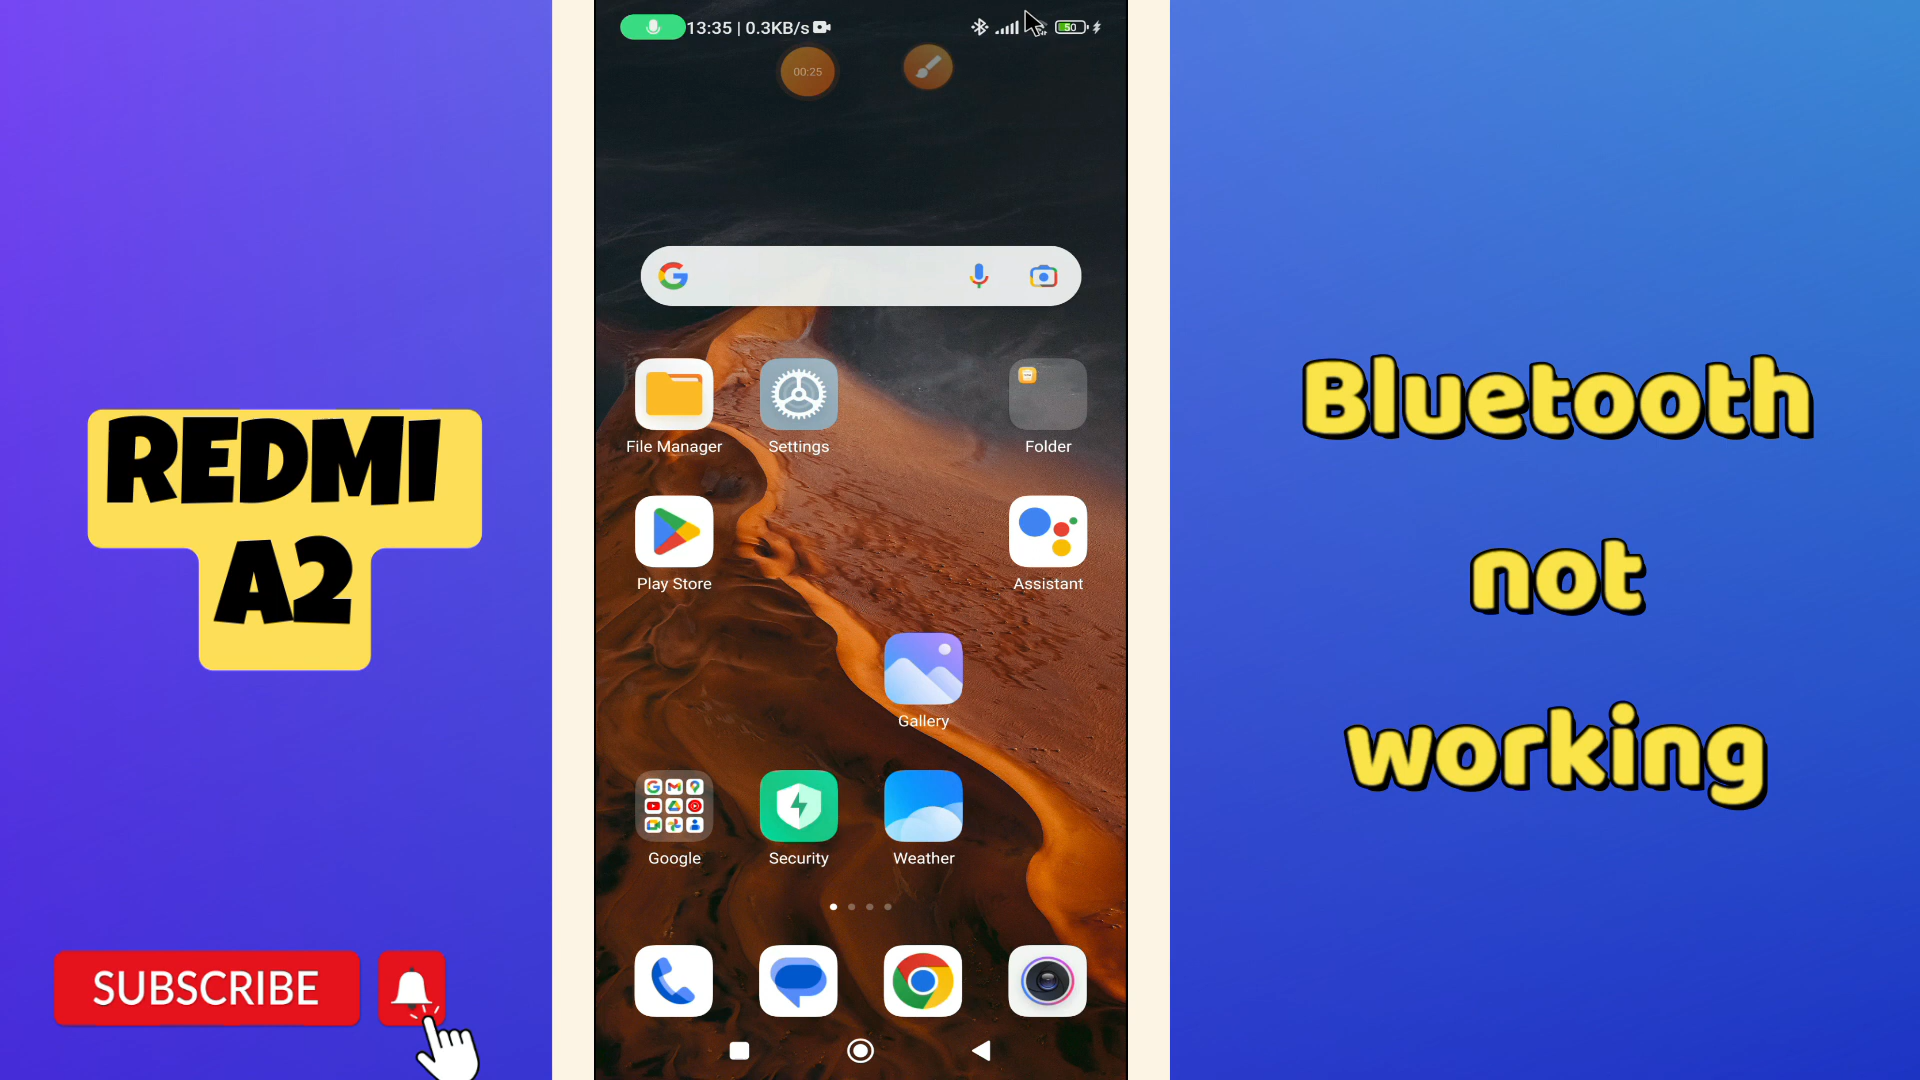 13:35 | 0.3KB/s
50
00:25
File Manager
Settings
Folder
Play Store
Assistant
Gallery
Google
Security
Weather
REDMI
A2
SUBSCRIBE
Bluetooth
not
working